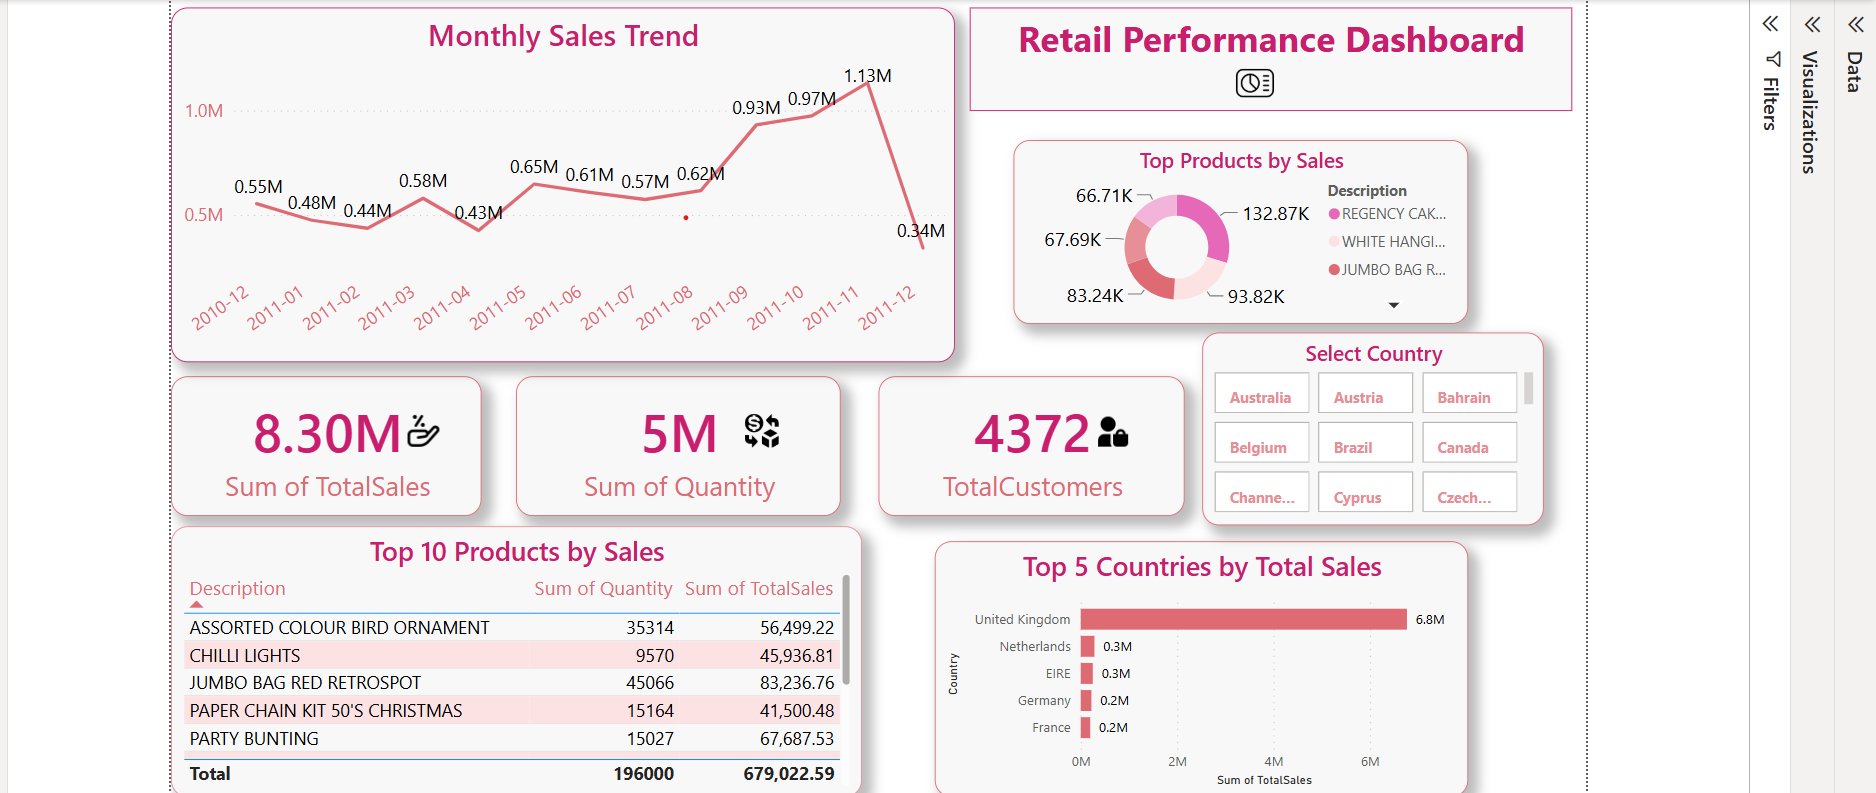 Monthly Sales Trend
1.0M
0.5M
0.55M
0.48M
0.44M
0.58M
0.43M
0.65M
0.61M
0.57M
0.62M
0.93M
0.97M
1.13M
0.34M
2010-12
2011-01
2011-02
2011-03
2011-04
2011-05
2011-06
2011-07
2011-08
2011-09
2011-10
2011-11
2011-12
Retail Performance Dashboard
Top Products by Sales
66.71K
132.87K
67.69K
83.24K
93.82K
Description
REGENCY CAK...
WHITE HANGI...
JUMBO BAG R...
Select Country
Australia Austria Bahrain
Belgium Brazil Canada
Channe... Cyprus Czech...
8.30M
Sum of TotalSales
5M
Sum of Quantity
4372
TotalCustomers
Top 10 Products by Sales
Description Sum of Quantity Sum of TotalSales
ASSORTED COLOUR BIRD ORNAMENT 35314 56,499.22
CHILLI LIGHTS 9570 45,936.81
JUMBO BAG RED RETROSPOT 45066 83,236.76
PAPER CHAIN KIT 50'S CHRISTMAS 15164 41,500.48
PARTY BUNTING 15027 67,687.53
Total 196000 679,022.59
Top 5 Countries by Total Sales
Country
United Kingdom 6.8M
Netherlands 0.3M
EIRE 0.3M
Germany 0.2M
France 0.2M
0M 2M 4M 6M
Sum of TotalSales
Filters
Visualizations
Data